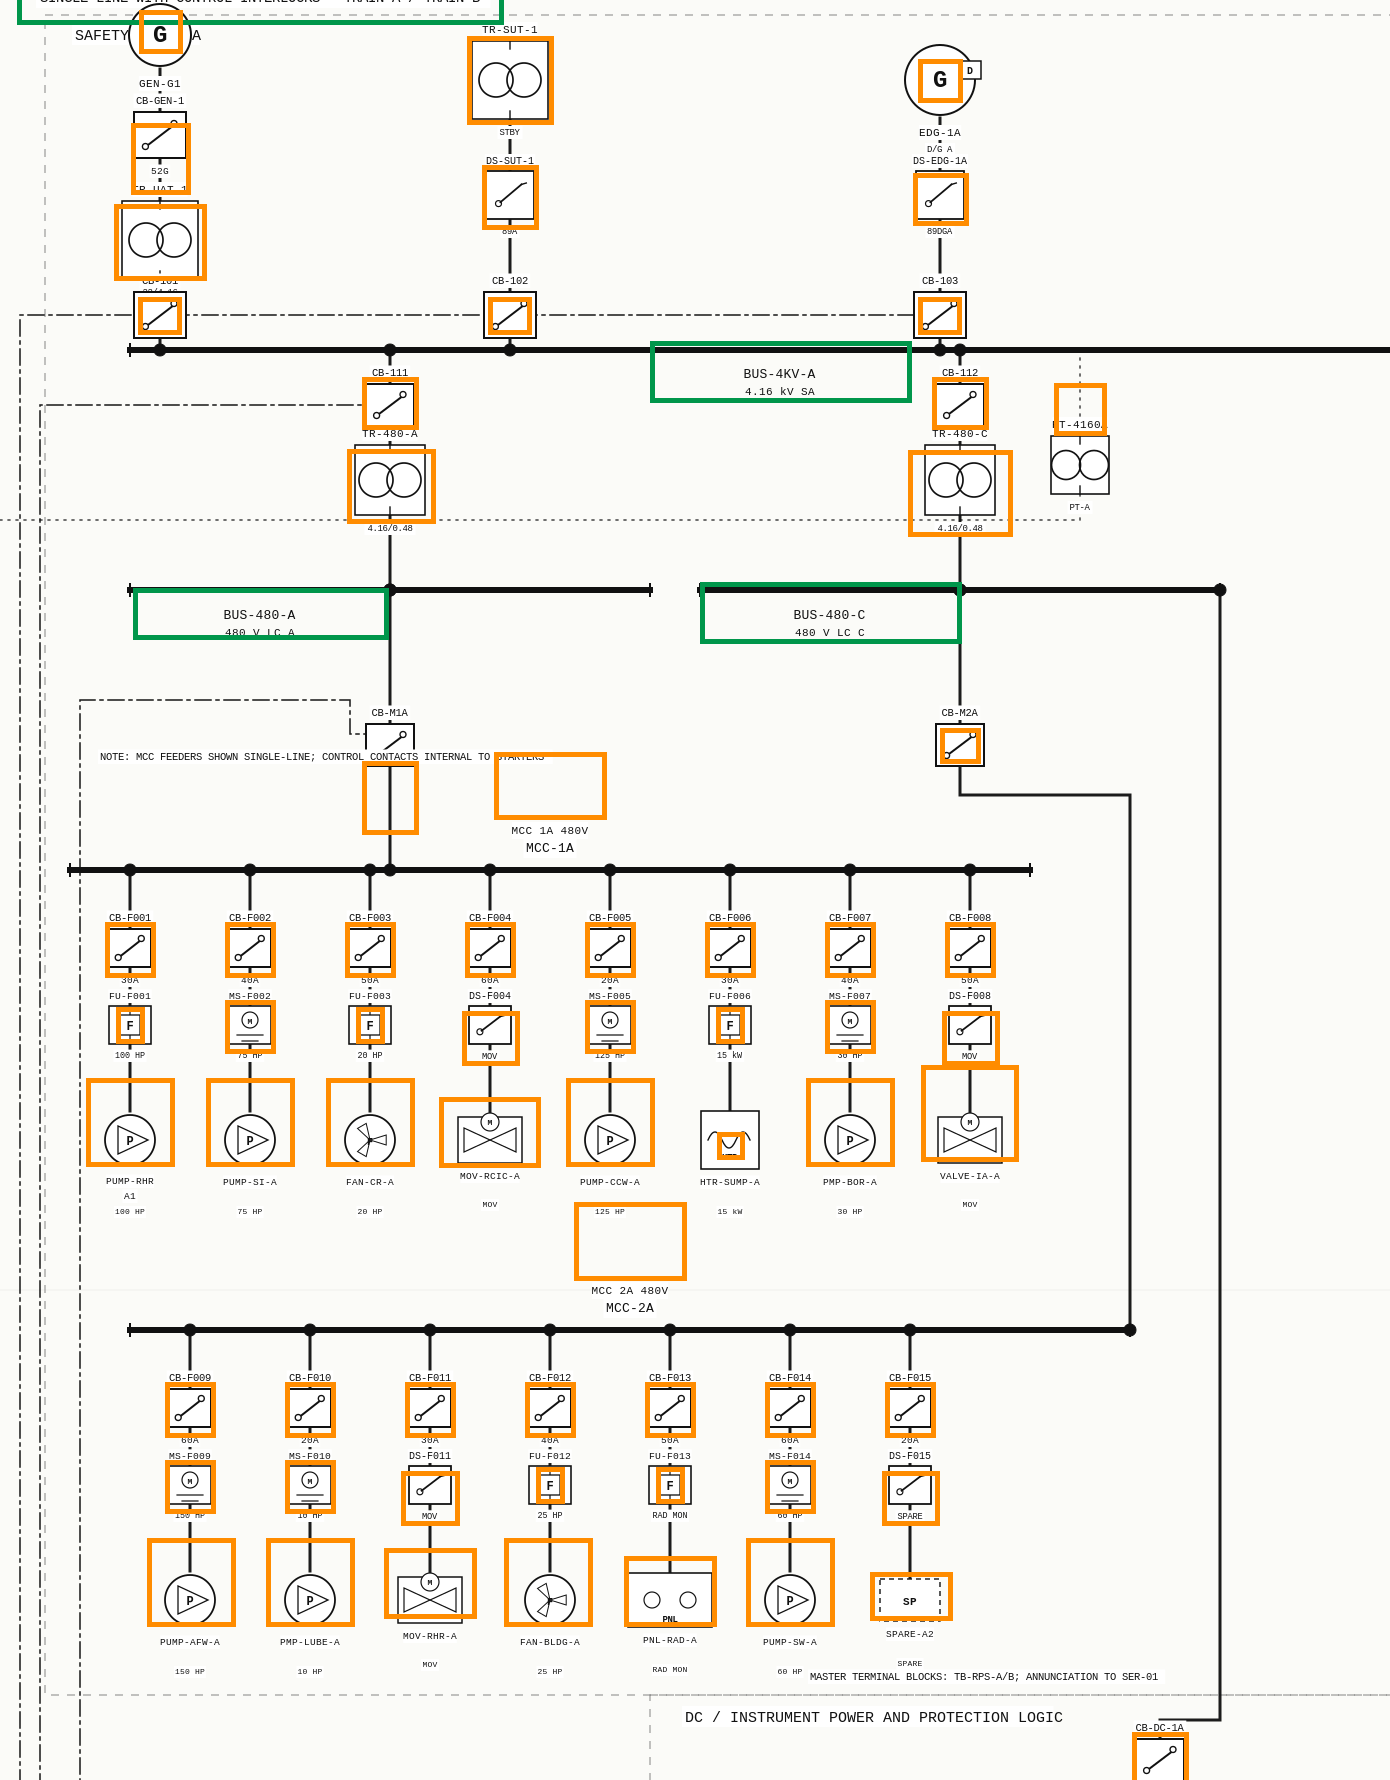 SAFETY A
G
TR-SUT-1
G
D
GEN-G1
CB-GEN-1
STBY
EDG-1A
D/G A
52G
DS-SUT-1
DS-EDG-1A
89A
89DGA
CB-101
CB-102
CB-103
CB-111
BUS-4KV-A
4.16 kV SA
CB-112
PT-4160A
TR-480-A
TR-480-C
PT-A
4.16/0.48
4.16/0.48
BUS-480-A
480 V LC A
BUS-480-C
480 V LC C
CB-M1A
CB-M2A
NOTE: MCC FEEDERS SHOWN SINGLE-LINE; CONTROL CONTACTS INTERNAL TO STARTERS
MCC 1A 480V
MCC-1A
CB-F001 CB-F002 CB-F003 CB-F004 CB-F005 CB-F006 CB-F007 CB-F008
30A 40A 50A 60A 20A 30A 40A 50A
FU-F001 MS-F002 FU-F003 DS-F004 MS-F005 FU-F006 MS-F007 DS-F008
F M F M F M
100 HP 75 HP 20 HP MOV 125 HP 15 kW 30 HP MOV
P P M P P M
PUMP-RHR PUMP-SI-A FAN-CR-A MOV-RCIC-A PUMP-CCW-A HTR-SUMP-A PMP-BOR-A VALVE-IA-A
A1
100 HP 75 HP 20 HP MOV 125 HP 15 kW 30 HP MOV
MCC 2A 480V
MCC-2A
CB-F009 CB-F010 CB-F011 CB-F012 CB-F013 CB-F014 CB-F015
60A 20A 30A 40A 50A 60A 20A
MS-F009 MS-F010 DS-F011 FU-F012 FU-F013 MS-F014 DS-F015
M M F F M
150 HP 10 HP MOV 25 HP RAD MON 60 HP SPARE
P P M PNL P SP
PUMP-AFW-A PMP-LUBE-A MOV-RHR-A FAN-BLDG-A PNL-RAD-A PUMP-SW-A SPARE-A2
150 HP 10 HP MOV 25 HP RAD MON 60 HP SPARE
MASTER TERMINAL BLOCKS: TB-RPS-A/B; ANNUNCIATION TO SER-01
DC / INSTRUMENT POWER AND PROTECTION LOGIC
CB-DC-1A